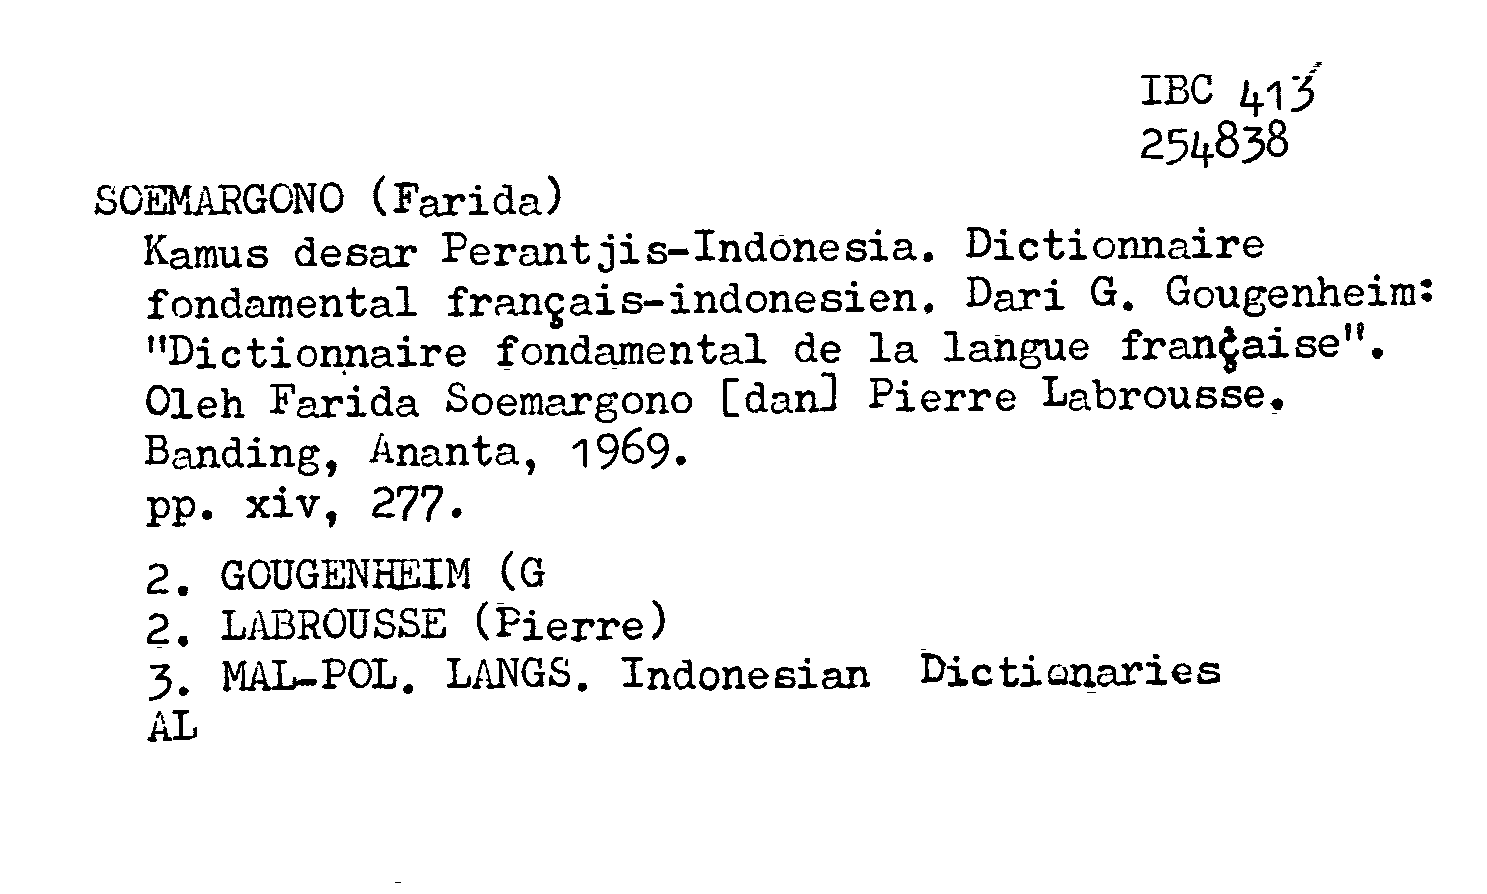 IBC 413
254838
SOEMARGONO (Farida)
Kamus desar Perantjis-Indonesia. Dictionnaire
fondamental français-indonesien. Dari G. Gougenheim:
"Dictionnaire fondamental de la langue française".
Oleh Farida Soemargono [dan] Pierre Labrousse.
Banding, Ananta, 1969.
pp. xiv, 277.
2. GOUGENHEIM (G
2. LABROUSSE (Pierre)
3. MAL-POL. LANGS. Indonesian Dictionaries
AL